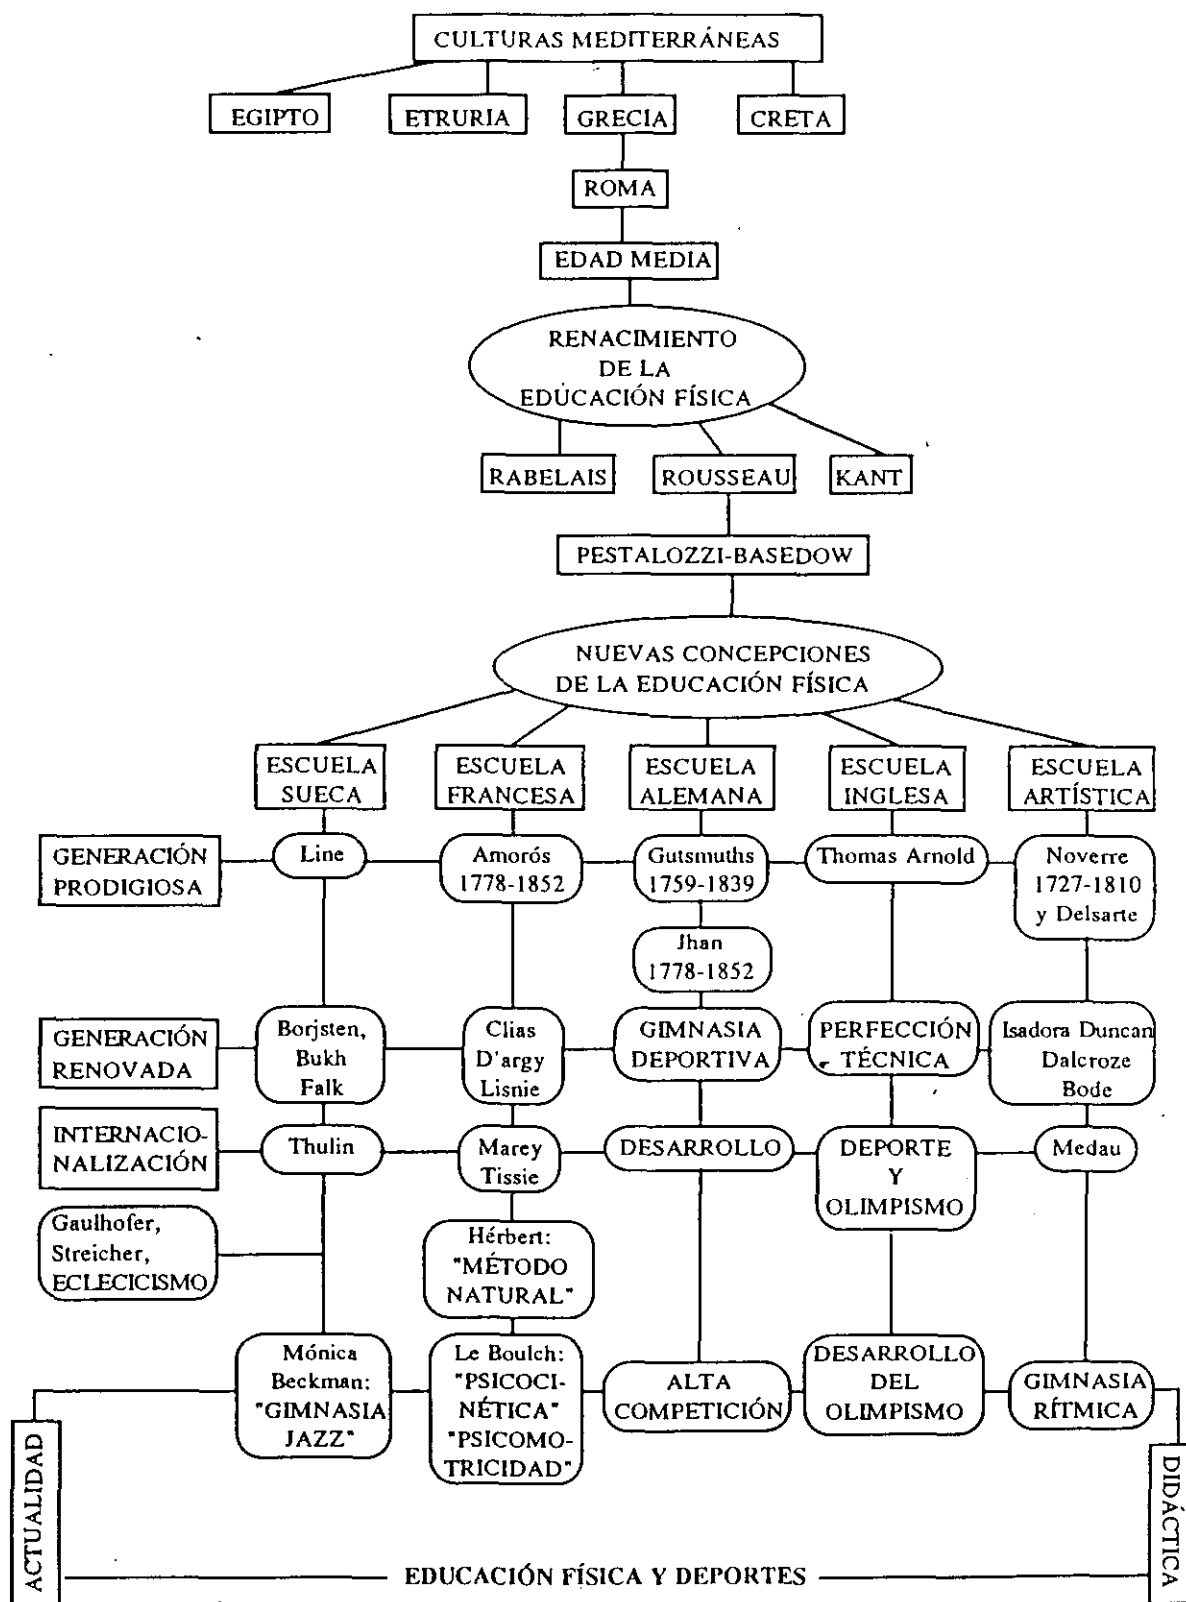 CULTURAS MEDITERRÁNEAS
EGIPTO
ETRURIA
GRECIA
CRETA
ROMA
EDAD MEDIA
RENACIMIENTO
DE LA
EDUCACIÓN FÍSICA
RABELAIS
ROUSSEAU
KANT
PESTALOZZI-BASEDOW
NUEVAS CONCEPCIONES
DE LA EDUCACIÓN FÍSICA
ESCUELA
SUECA
ESCUELA
FRANCESA
ESCUELA
ALEMANA
ESCUELA
INGLESA
ESCUELA
ARTÍSTICA
GENERACIÓN
PRODIGIOSA
Line
Amorós
1778-1852
Gutsmuths
1759-1839
Thomas Arnold
Noverre
1727-1810
y Delsarte
Jhan
1778-1852
GENERACIÓN
RENOVADA
Borjsten,
Bukh
Falk
Clias
D'argy
Lisnie
GIMNASIA
DEPORTIVA
PERFECCIÓN
TÉCNICA
Isadora Duncan
Dalcroze
Bode
INTERNACIO-
NALIZACIÓN
Thulin
Marey
Tissie
DESARROLLO
DEPORTE
Y
OLIMPISMO
Medau
Gaulhofer,
Streicher,
ECLECICISMO
Hérbert:
"MÉTODO
NATURAL"
Mónica
Beckman:
"GIMNASIA
JAZZ"
Le Boulch:
"PSICOCI-
NÉTICA"
"PSICOMO-
TRICIDAD"
ALTA
COMPETICIÓN
DESARROLLO
DEL
OLIMPISMO
GIMNASIA
RÍTMICA
ACTUALIDAD
DIDÁCTICA
EDUCACIÓN FÍSICA Y DEPORTES